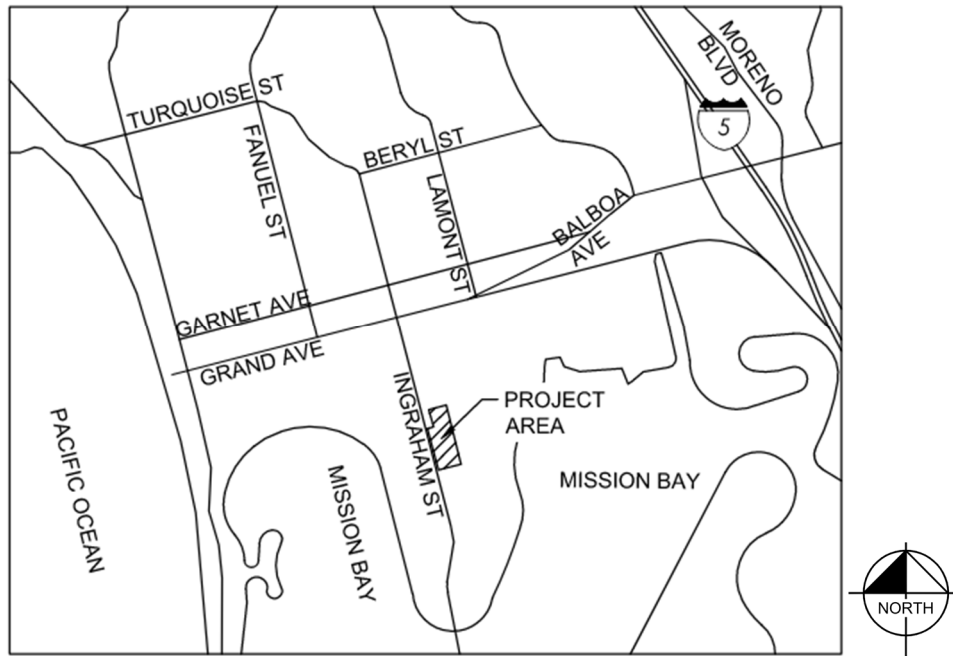 MORENO
BLVD
5
TURQUOISE ST
FANUEL ST
BERYL ST
LAMONT ST
BALBOA
AVE
GARNET AVE
GRAND AVE
INGRAHAM ST
PROJECT
AREA
PACIFIC OCEAN
MISSION BAY
MISSION BAY
NORTH